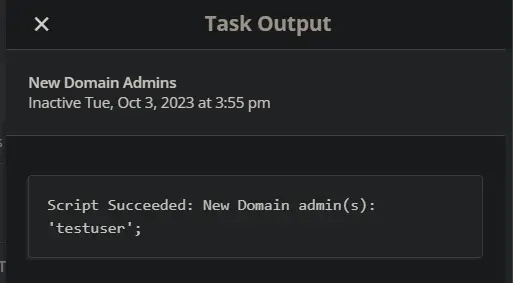 Task Output
New Domain Admins
Inactive Tue, Oct 3, 2023 at 3:55 pm
Script Succeeded: New Domain admin(s):
'testuser';